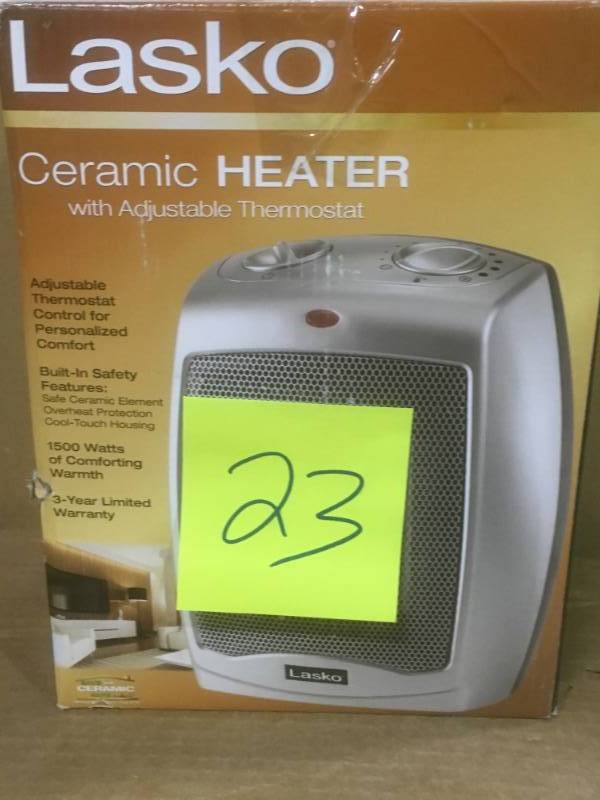 Lasko
Ceramic HEATER
with Adjustable Thermostat
Adjustable
Thermostat
Control for
Personalized
Comfort
Built-In Safety
Features:
Safe Ceramic Element
Overheat Protection
Cool-Touch Housing
1500 Watts
of Comforting
Warmth
3-Year Limited
Warranty
23
Lasko
CERAMIC